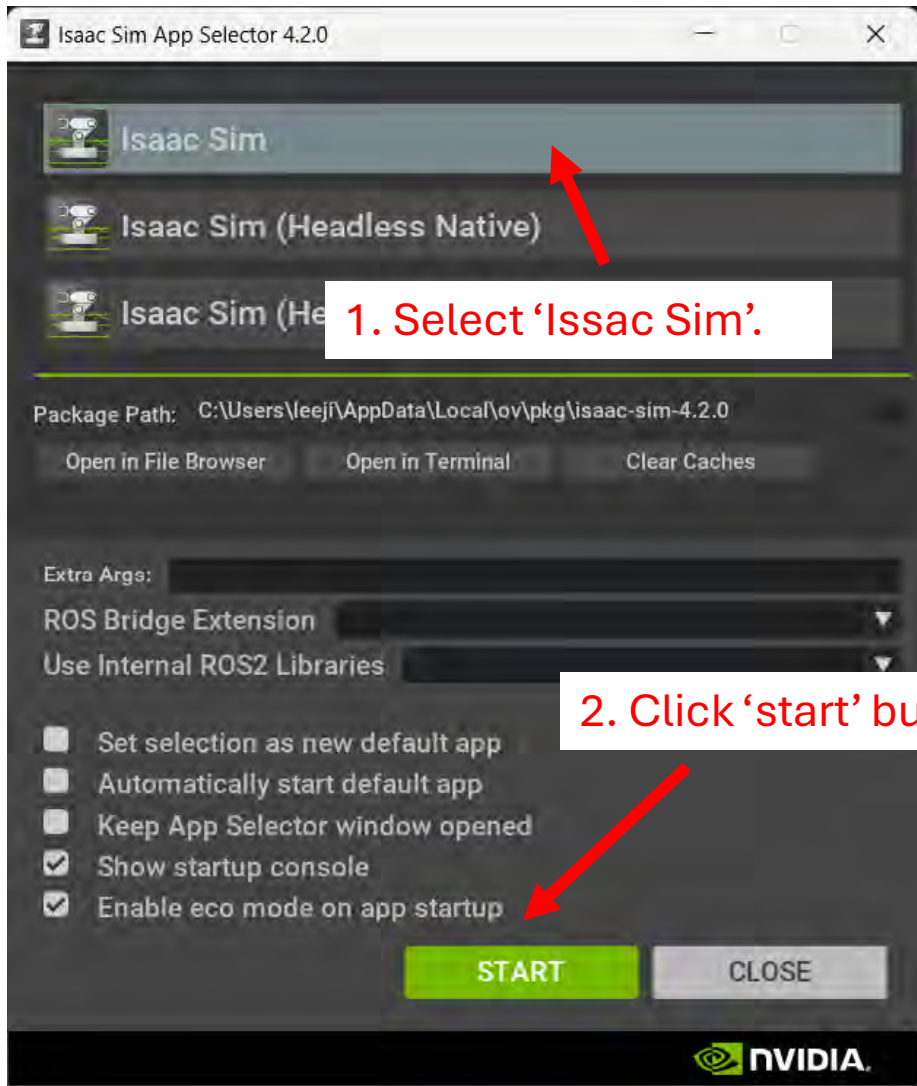 Isaac Sim App Selector 4.2.0
Isaac Sim
Isaac Sim (Headless Native)
Isaac Sim (He
1. Select ‘Issac Sim’.
Package Path: C:\Users\leeji\AppData\Local\ov\pkg\isaac-sim-4.2.0
Open in File Browser Open in Terminal Clear Caches
Extra Args:
ROS Bridge Extension
Use Internal ROS2 Libraries
2. Click ‘start’ bu
Set selection as new default app
Automatically start default app
Keep App Selector window opened
Show startup console
Enable eco mode on app startup
START CLOSE
NVIDIA.